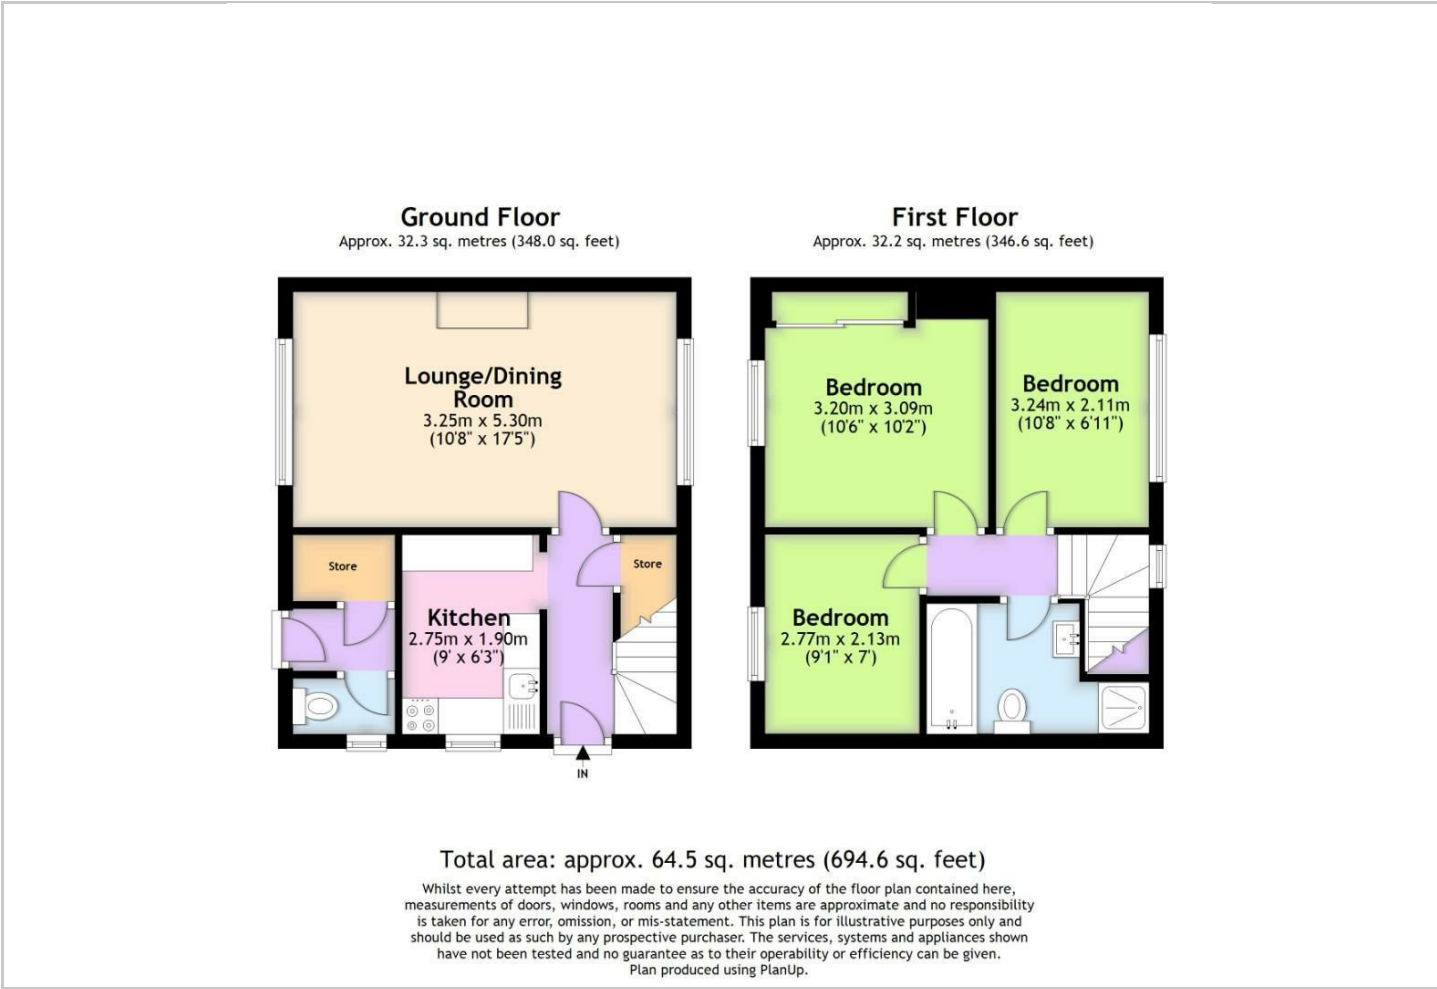 Ground Floor
Approx. 32.3 sq. metres (348.0 sq. feet)
Lounge/Dining
Room
3.25m x 5.30m
(10'8" x 17'5")
Store
Store
Kitchen
2.75m x 1.90m
(9' x 6'3")
IN
First Floor
Approx. 32.2 sq. metres (346.6 sq. feet)
Bedroom
3.20m x 3.09m
(10'6" x 10'2")
Bedroom
3.24m x 2.11m
(10'8" x 6'11")
Bedroom
2.77m x 2.13m
(9'1" x 7')
Total area: approx. 64.5 sq. metres (694.6 sq. feet)
Whilst every attempt has been made to ensure the accuracy of the floor plan contained here,
measurements of doors, windows, rooms and any other items are approximate and no responsibility
is taken for any error, omission, or mis-statement. This plan is for illustrative purposes only and
should be used as such by any prospective purchaser. The services, systems and appliances shown
have not been tested and no guarantee as to their operability or efficiency can be given.
Plan produced using PlanUp.